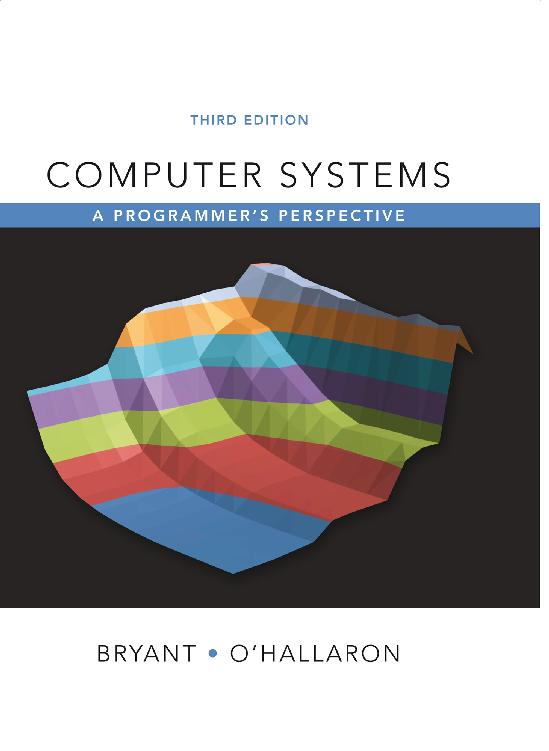 THIRD EDITION
COMPUTER SYSTEMS
A PROGRAMMER'S PERSPECTIVE
BRYANT • O'HALLARON